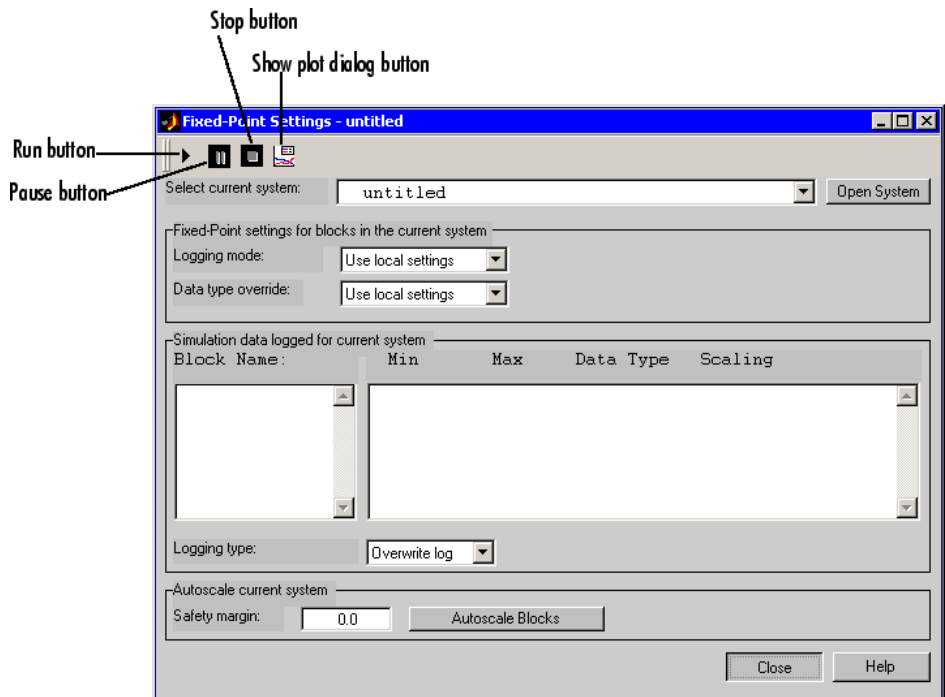 Stop button
Show plot dialog button
Fixed-Point Settings - untitled
Run button
Pause button
Select current system:
untitled
Open System
Fixed-Point settings for blocks in the current system
Logging mode:
Use local settings
Data type override:
Use local settings
Simulation data logged for current system
Block Name: Min Max Data Type Scaling
Logging type:
Overwrite log
Autoscale current system
Safety margin:
0.0
Autoscale Blocks
Close
Help